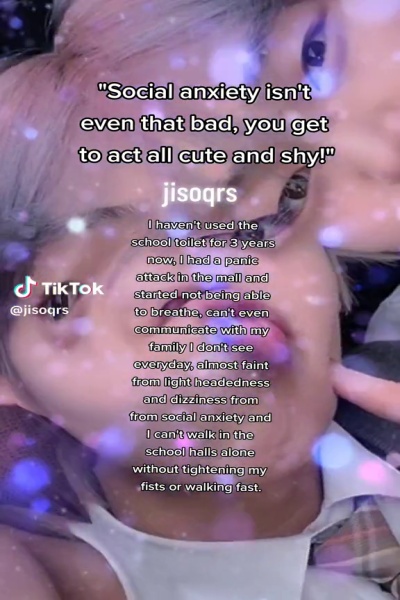 "Social anxiety isn't
even that bad, you get
to act all cute and shy!"
jisoqrs
I haven't used the
school toilet for 3 years
now, I had a panic
attack in the mall and
started not being able
to breathe, can't even
communicate with my
family I don't see
everyday, almost faint
from light headedness
and dizziness from
from social anxiety and
I can't walk in the
school halls alone
without tightening my
fists or walking fast.
TikTok
@jisoqrs